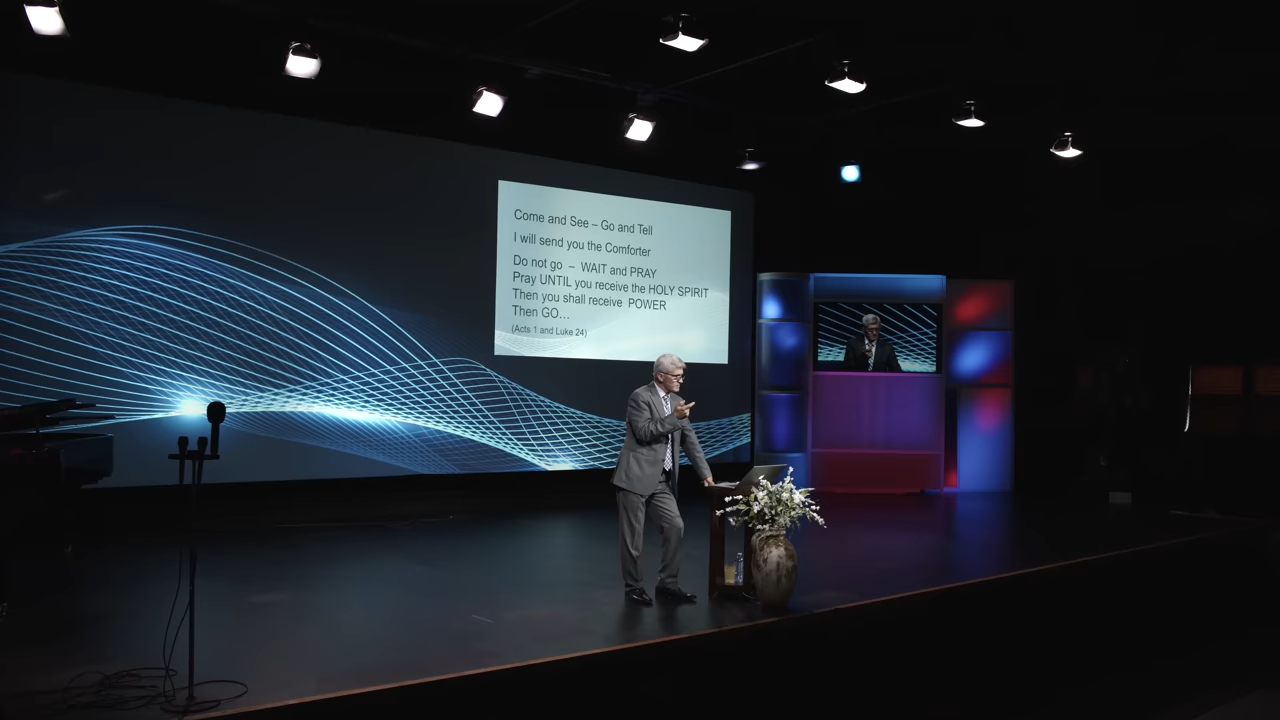 Come and See – Go and Tell
I will send you the Comforter
Do not go – WAIT and PRAY
Pray UNTIL you receive the HOLY SPIRIT
Then you shall receive POWER
Then GO...
(Acts 1 and Luke 24)